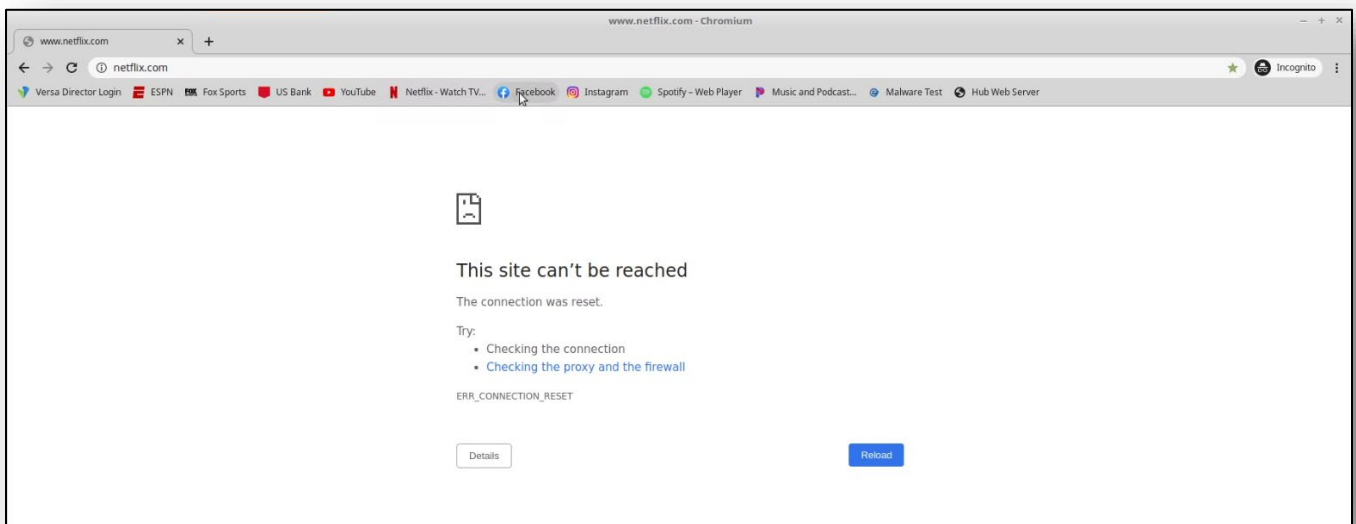 www.netflix.com - Chromium
www.netflix.com
netflix.com
Incognito
Versa Director Login ESPN FOX Fox Sports US Bank YouTube Netflix - Watch TV... Facebook Instagram Spotify – Web Player Music and Podcast... Malware Test Hub Web Server
This site can't be reached
The connection was reset.
Try:
• Checking the connection
• Checking the proxy and the firewall
ERR_CONNECTION_RESET
Details Reload